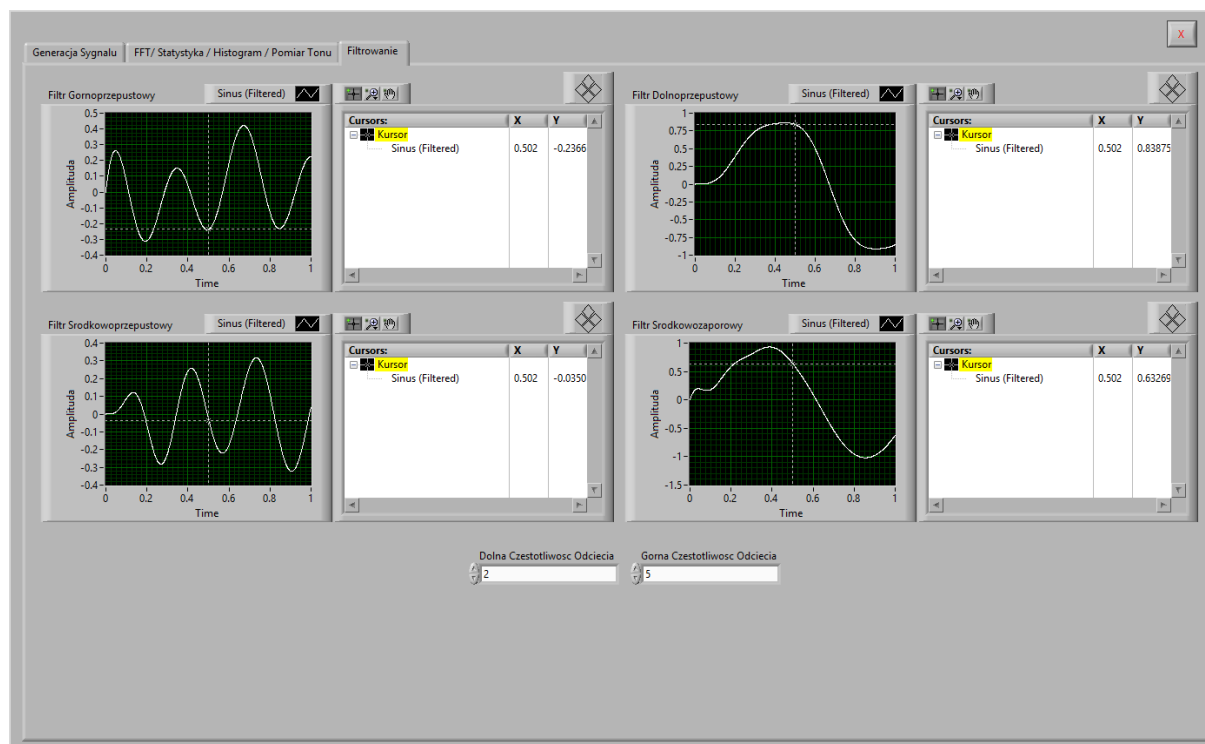 X
Generacja Sygnalu
FFT/ Statystyka / Histogram / Pomiar Tonu
Filtrowanie
Filtr Gornoprzepustowy
Sinus (Filtered)
0.5
0.4
0.3
0.2
0.1
0
-0.1
-0.2
-0.3
-0.4
Amplituda
0 0.2 0.4 0.6 0.8 1
Time
Cursors: X Y
Kursor
Sinus (Filtered) 0.502 -0.2366
Filtr Dolnoprzepustowy
Sinus (Filtered)
1
0.75
0.5
0.25
0
-0.25
-0.5
-0.75
-1
Amplituda
0 0.2 0.4 0.6 0.8 1
Time
Cursors: X Y
Kursor
Sinus (Filtered) 0.502 0.83875
Filtr Srodkowoprzepustowy
Sinus (Filtered)
0.4
0.3
0.2
0.1
0
-0.1
-0.2
-0.3
-0.4
Amplituda
0 0.2 0.4 0.6 0.8 1
Time
Cursors: X Y
Kursor
Sinus (Filtered) 0.502 -0.0350
Filtr Srodkowozaporowy
Sinus (Filtered)
1
0.5
0
-0.5
-1
-1.5
Amplituda
0 0.2 0.4 0.6 0.8 1
Time
Cursors: X Y
Kursor
Sinus (Filtered) 0.502 0.63269
Dolna Czestotliwosc Odciecia
2
Gorna Czestotliwosc Odciecia
5